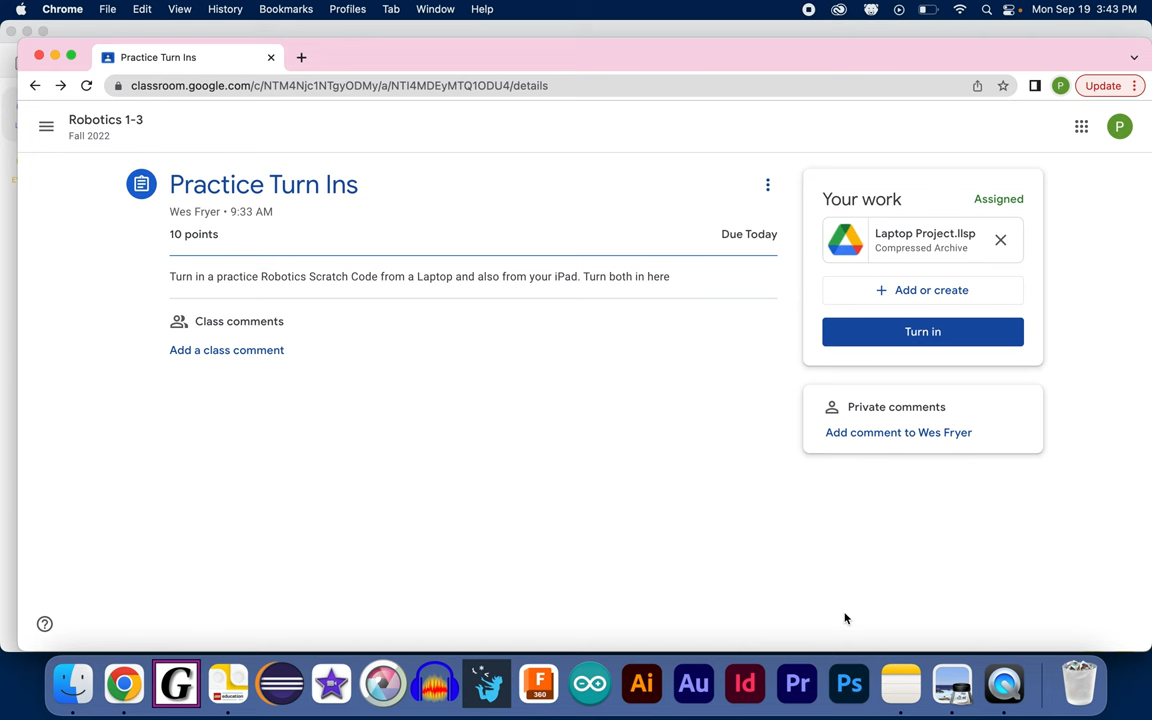 Chrome File Edit View History Bookmarks Profiles Tab Window Help Mon Sep 19 3:43 PM
Practice Turn Ins
classroom.google.com/c/NTM4Njc1NTgyODMy/a/NTI4MDEyMTQ1ODU4/details P Update
Robotics 1-3
Fall 2022
P
Practice Turn Ins
Wes Fryer • 9:33 AM
10 points Due Today
Turn in a practice Robotics Scratch Code from a Laptop and also from your iPad. Turn both in here
Class comments
Add a class comment
Your work Assigned
Laptop Project.llsp
Compressed Archive
+ Add or create
Turn in
Private comments
Add comment to Wes Fryer
G
education
F
360
Ai
Au
Id
Pr
Ps